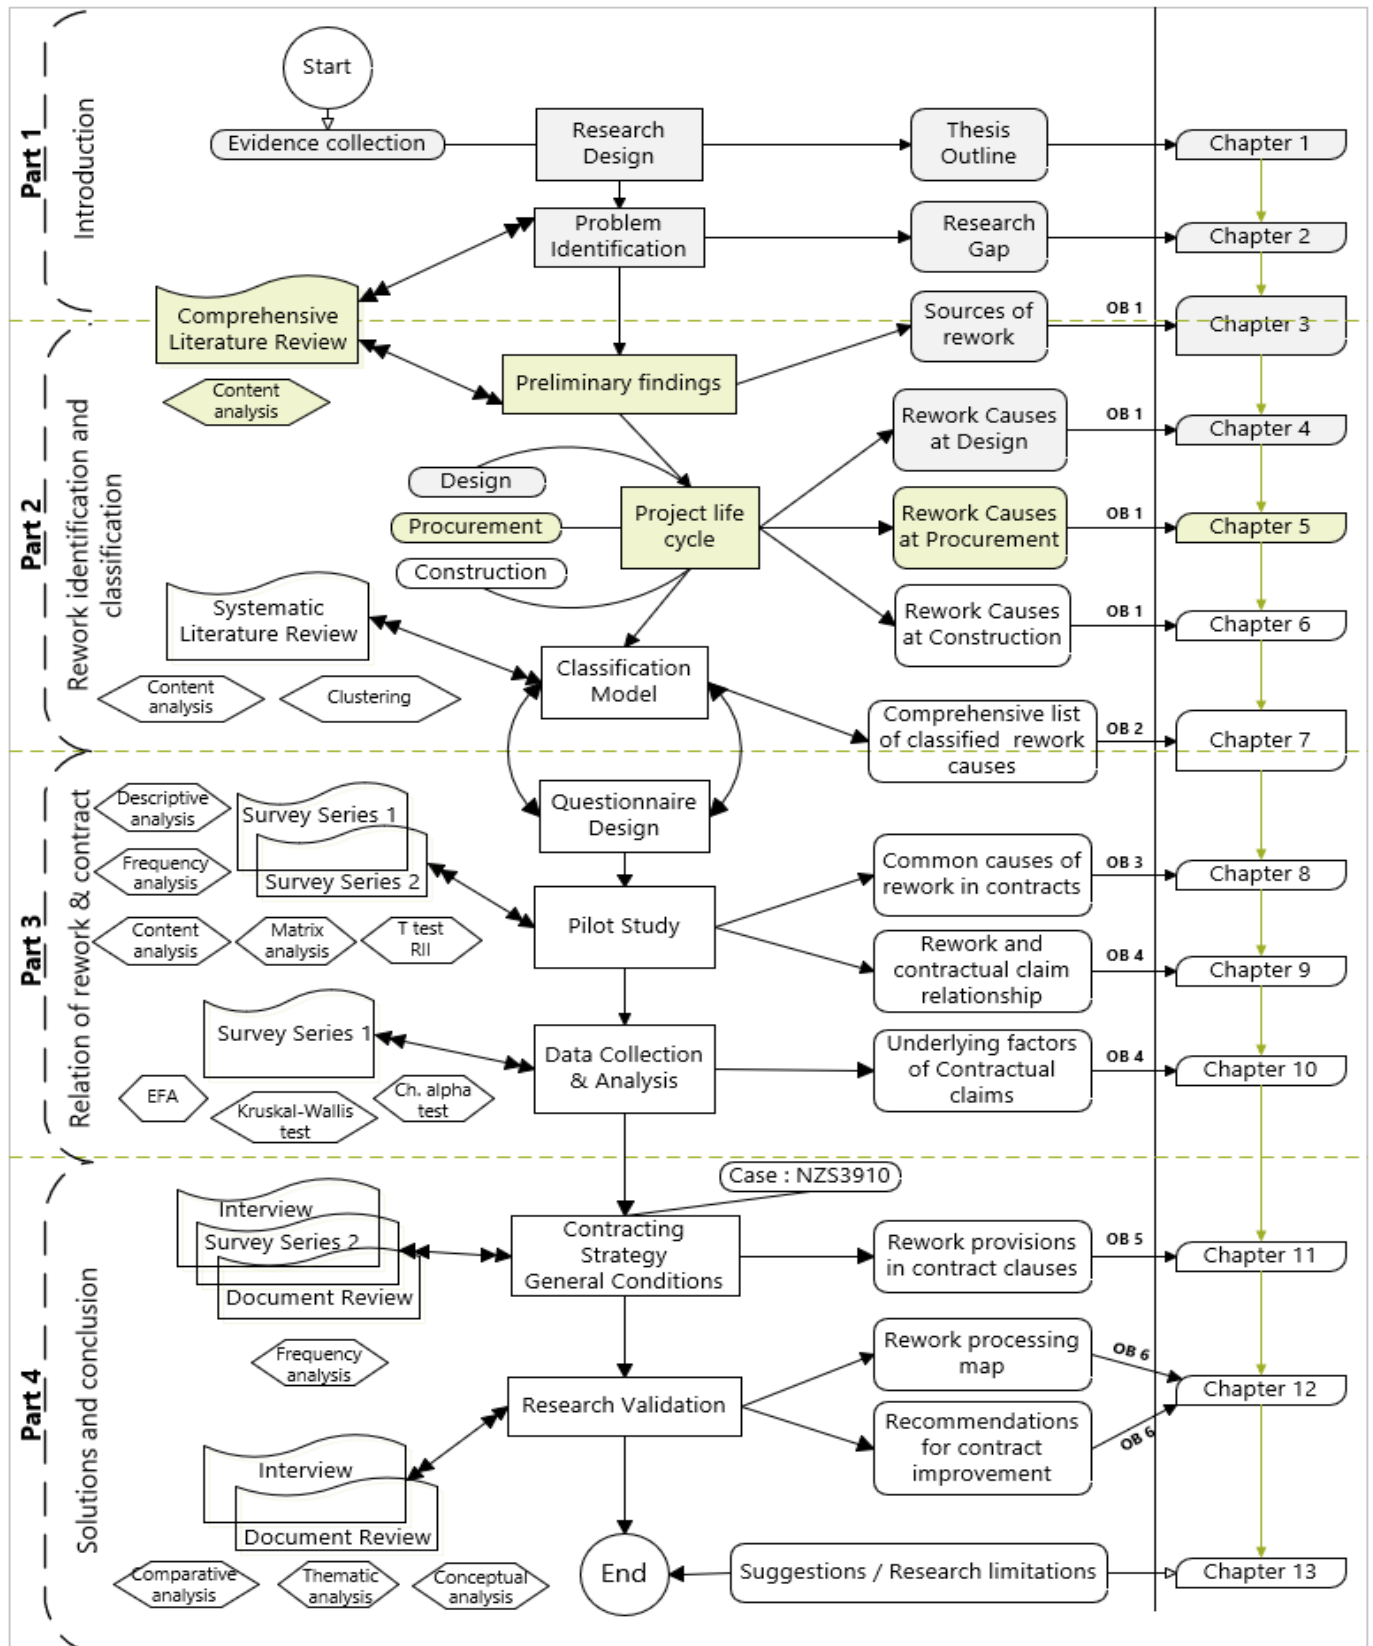 Part 1
Introduction
Start
Evidence collection
Research
Design
Thesis
Outline
Chapter 1
Problem
Identification
Research
Gap
Chapter 2
Comprehensive
Literature Review
Content
analysis
Sources of
rework
OB 1
Chapter 3
Part 2
Rework identification and
classification
Preliminary findings
Rework Causes
at Design
OB 1
Chapter 4
Design
Procurement
Construction
Project life
cycle
Rework Causes
at Procurement
OB 1
Chapter 5
Rework Causes
at Construction
OB 1
Chapter 6
Systematic
Literature Review
Content
analysis
Clustering
Classification
Model
Comprehensive list
of classified rework
causes
OB 2
Chapter 7
Part 3
Relation of rework & contract
Descriptive
analysis
Survey Series 1
Survey Series 2
Frequency
analysis
Content
analysis
Matrix
analysis
T test
RII
Questionnaire
Design
Pilot Study
Common causes of
rework in contracts
OB 3
Chapter 8
Rework and
contractual claim
relationship
OB 4
Chapter 9
Survey Series 1
EFA
Kruskal-Wallis
test
Ch. alpha
test
Data Collection
& Analysis
Underlying factors
of Contractual
claims
OB 4
Chapter 10
Part 4
Solutions and conclusion
Case : NZS3910
Interview
Survey Series 2
Document Review
Frequency
analysis
Contracting
Strategy
General Conditions
Rework provisions
in contract clauses
OB 5
Chapter 11
Research Validation
Rework processing
map
OB 6
Chapter 12
Recommendations
for contract
improvement
OB 6
Interview
Document Review
Comparative
analysis
Thematic
analysis
Conceptual
analysis
End
Suggestions / Research limitations
Chapter 13